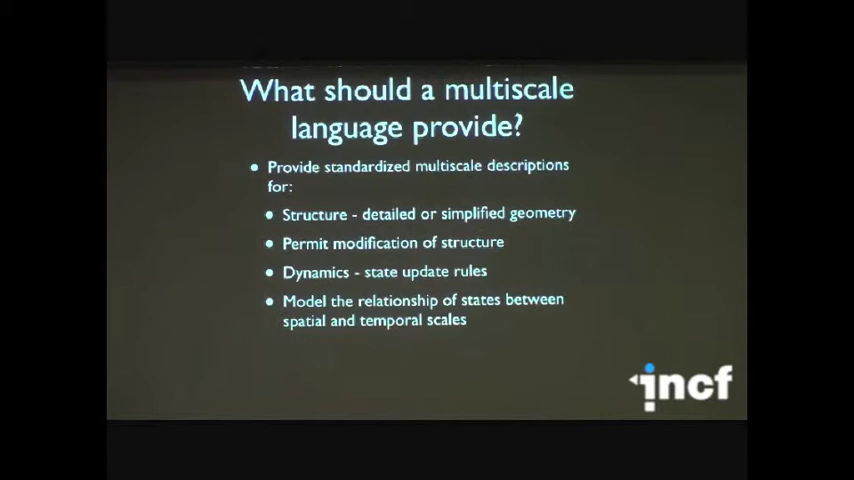 What should a multiscale
language provide?
• Provide standardized multiscale descriptions
for:
• Structure - detailed or simplified geometry
• Permit modification of structure
• Dynamics - state update rules
• Model the relationship of states between
spatial and temporal scales
incf